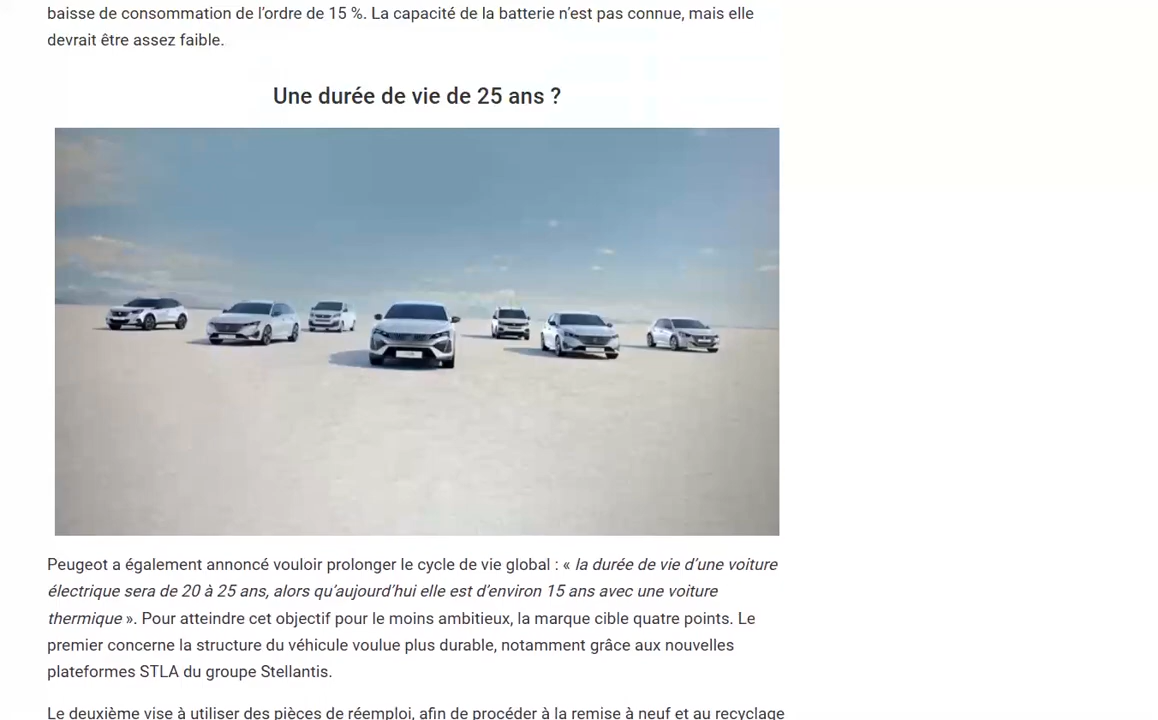 baisse de consommation de l'ordre de 15 %. La capacité de la batterie n’est pas connue, mais elle
devrait être assez faible.
Une durée de vie de 25 ans ?
Peugeot a également annoncé vouloir prolonger le cycle de vie global : « la durée de vie d’une voiture
électrique sera de 20 à 25 ans, alors qu’aujourd’hui elle est d’environ 15 ans avec une voiture
thermique ». Pour atteindre cet objectif pour le moins ambitieux, la marque cible quatre points. Le
premier concerne la structure du véhicule voulue plus durable, notamment grâce aux nouvelles
plateformes STLA du groupe Stellantis.
Le deuxième vise à utiliser des pièces de réemploi, afin de procéder à la remise à neuf et au recyclage